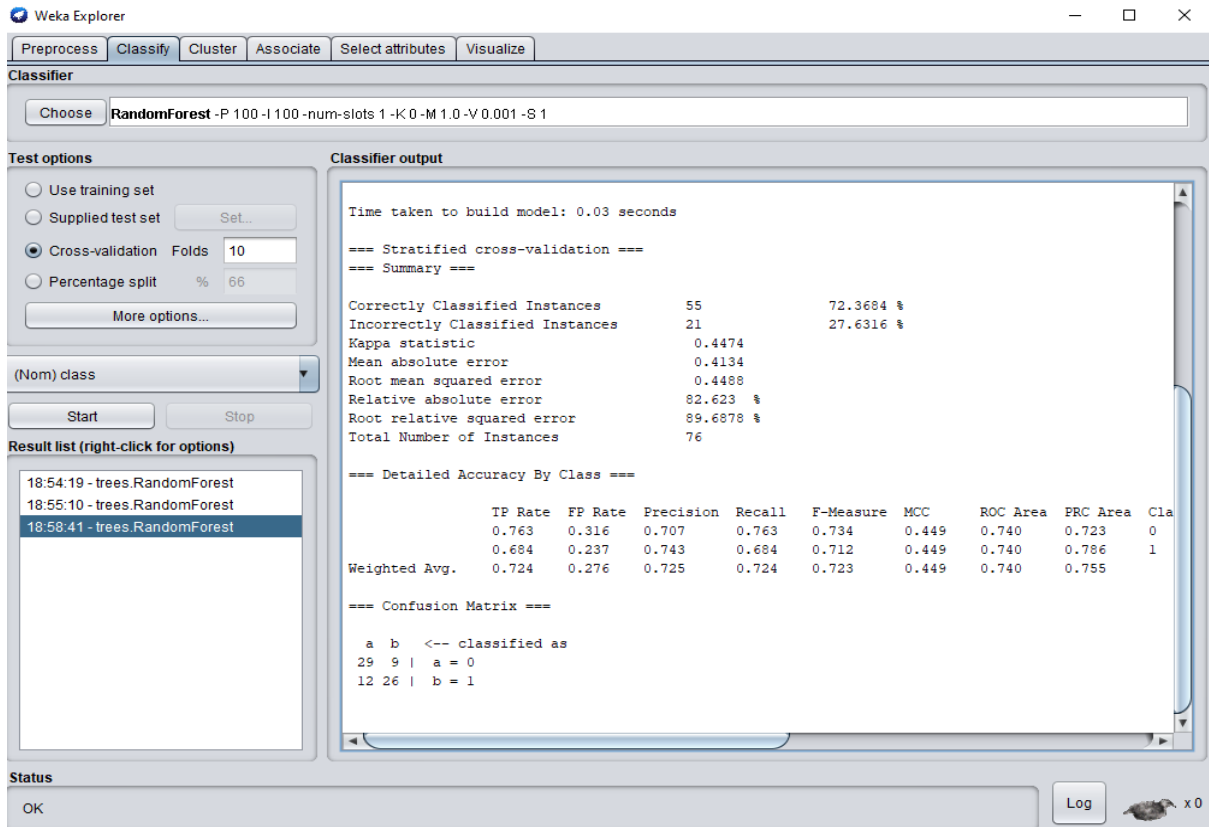 Weka Explorer
Preprocess Classify Cluster Associate Select attributes Visualize
Classifier
Choose RandomForest -P 100 -I 100 -num-slots 1 -K 0 -M 1.0 -V 0.001 -S 1
Test options
Use training set
Supplied test set Set...
Cross-validation Folds 10
Percentage split % 66
More options...
(Nom) class
Start Stop
Result list (right-click for options)
18:54:19 - trees.RandomForest
18:55:10 - trees.RandomForest
18:58:41 - trees.RandomForest
Classifier output
Time taken to build model: 0.03 seconds
=== Stratified cross-validation ===
=== Summary ===
Correctly Classified Instances 55 72.3684 %
Incorrectly Classified Instances 21 27.6316 %
Kappa statistic 0.4474
Mean absolute error 0.4134
Root mean squared error 0.4488
Relative absolute error 82.623 %
Root relative squared error 89.6878 %
Total Number of Instances 76
=== Detailed Accuracy By Class ===
TP Rate FP Rate Precision Recall F-Measure MCC ROC Area PRC Area Cla
0.763 0.316 0.707 0.763 0.734 0.449 0.740 0.723 0
0.684 0.237 0.743 0.684 0.712 0.449 0.740 0.786 1
Weighted Avg. 0.724 0.276 0.725 0.724 0.723 0.449 0.740 0.755
=== Confusion Matrix ===
a b <-- classified as
29 9 | a = 0
12 26 | b = 1
Status
OK
Log x 0